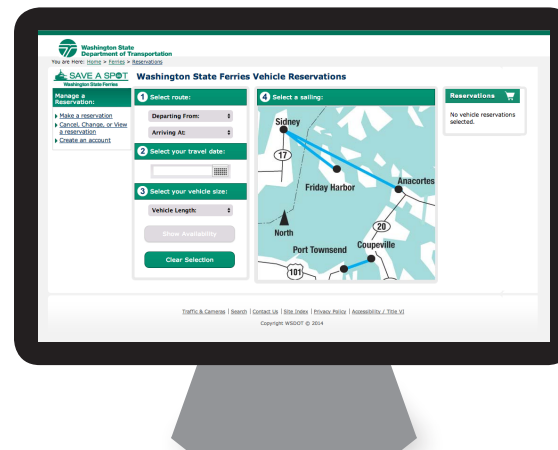 Washington State
Department of Transportation
You are Here: Home > Ferries > Reservations
SAVE A SPOT
Washington State Ferries
Washington State Ferries Vehicle Reservations
Manage a
Reservation:
Make a reservation
Cancel, Change, or View
a reservation
Create an account
1 Select route:
Departing From:
Arriving At:
2 Select your travel date:
3 Select your vehicle size:
Vehicle Length:
Show Availability
Clear Selection
4 Select a sailing:
Sidney
17
Friday Harbor
Anacortes
20
North
Port Townsend
Coupeville
101
Reservations
No vehicle reservations
selected.
Traffic & Cameras | Search | Contact Us | Site Index | Privacy Policy | Accessibility / Title VI
Copyright WSDOT © 2014